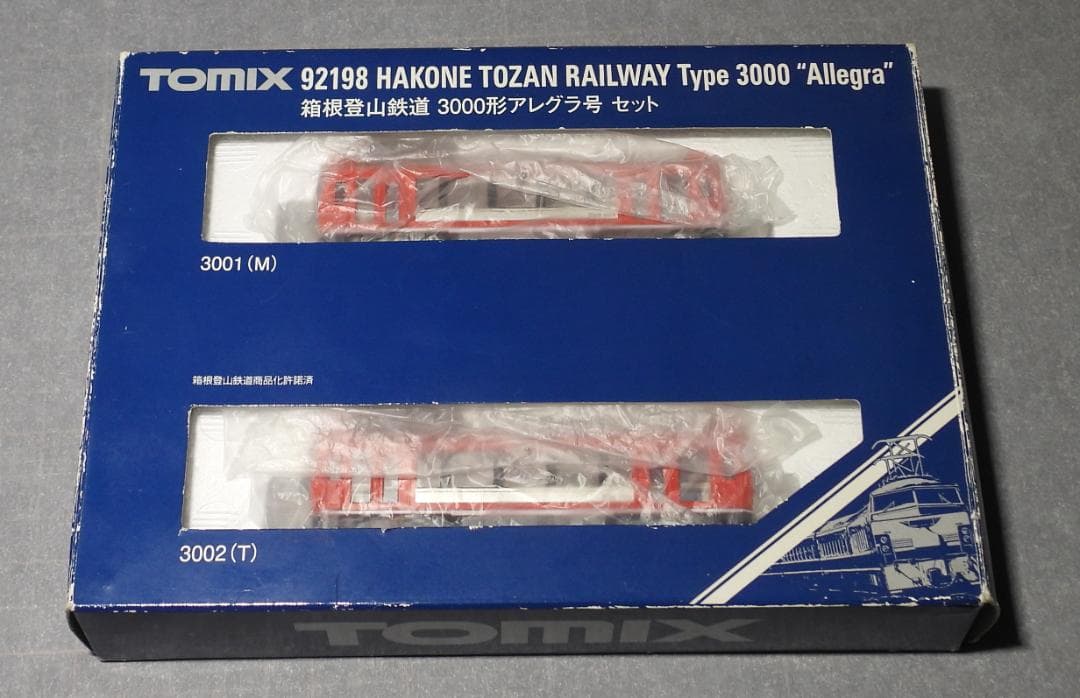 TOMIX 92198 HAKONE TOZAN RAILWAY Type 3000 "Allegra"
箱根登山鉄道 3000形アレグラ号 セット
3001(M)
箱根登山鉄道商品化許諾済
3002(T)
TOMIX